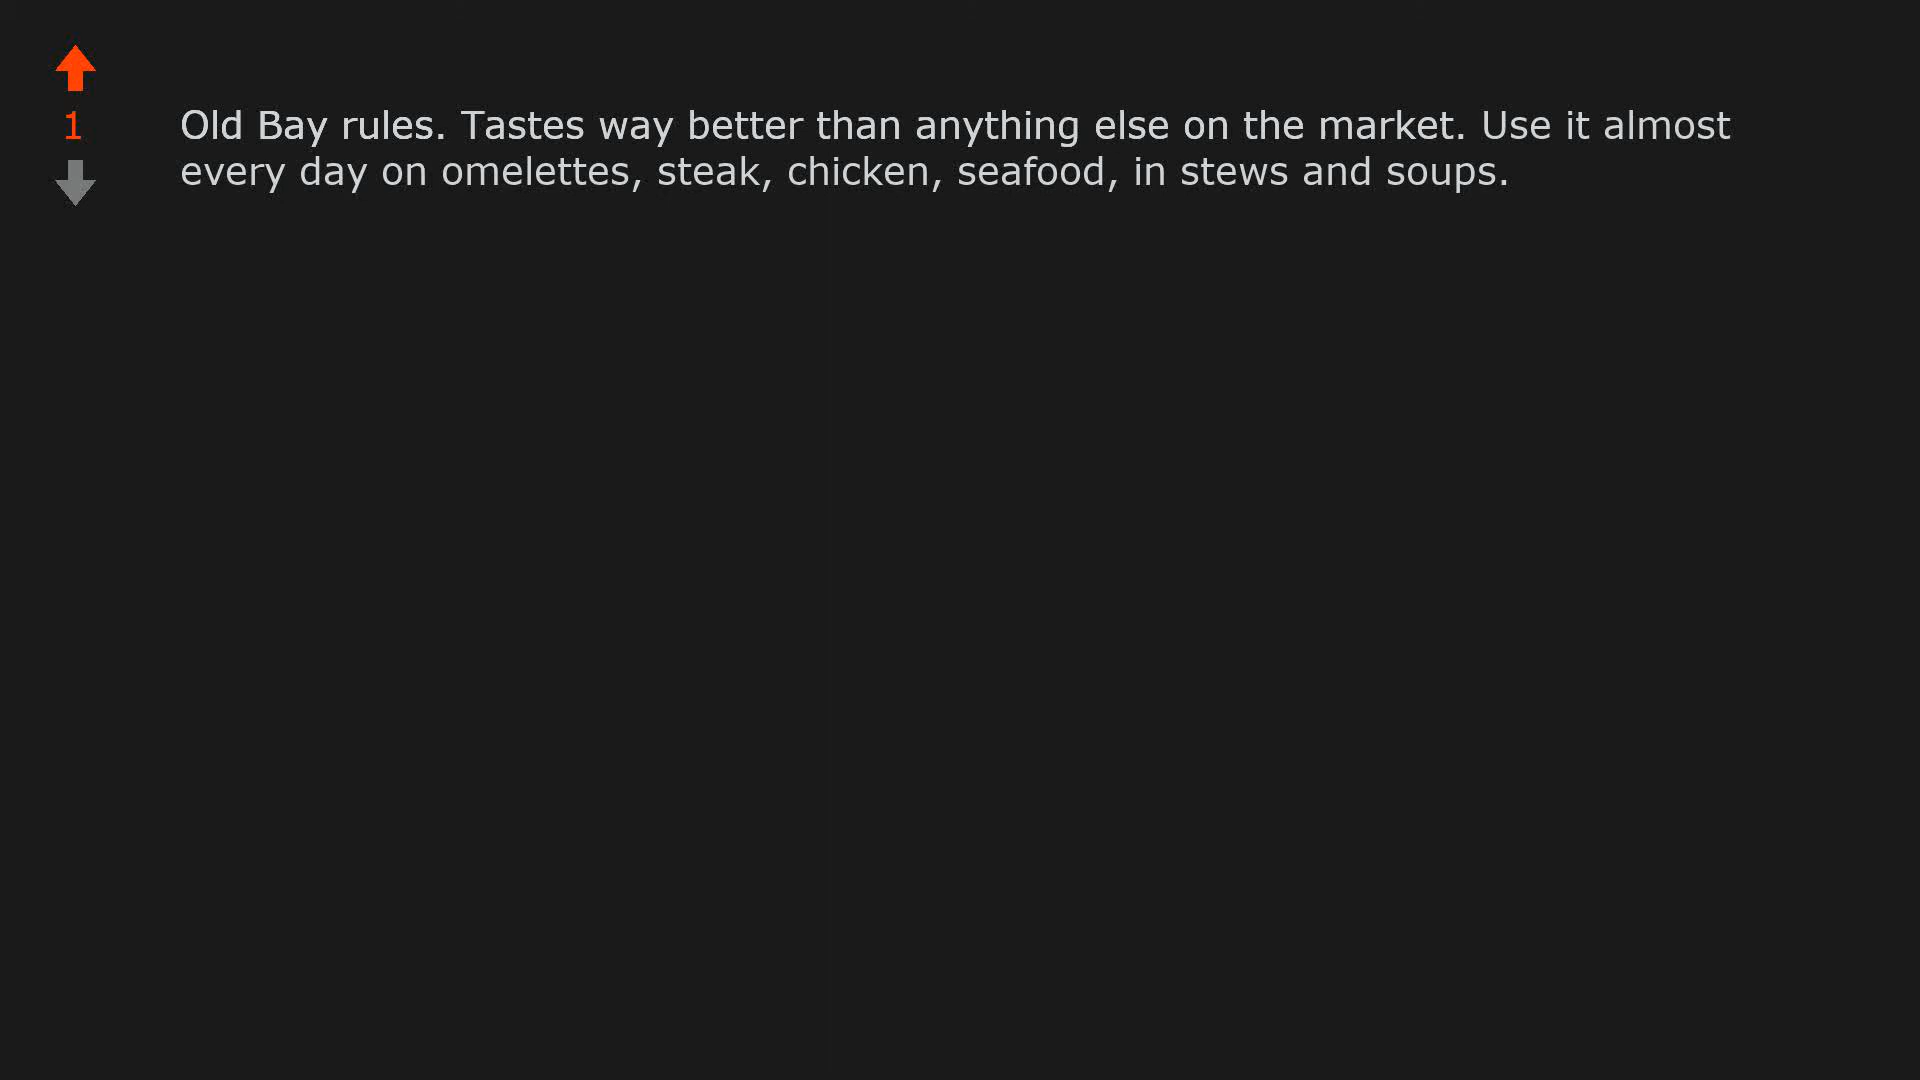 1
Old Bay rules. Tastes way better than anything else on the market. Use it almost
every day on omelettes, steak, chicken, seafood, in stews and soups.